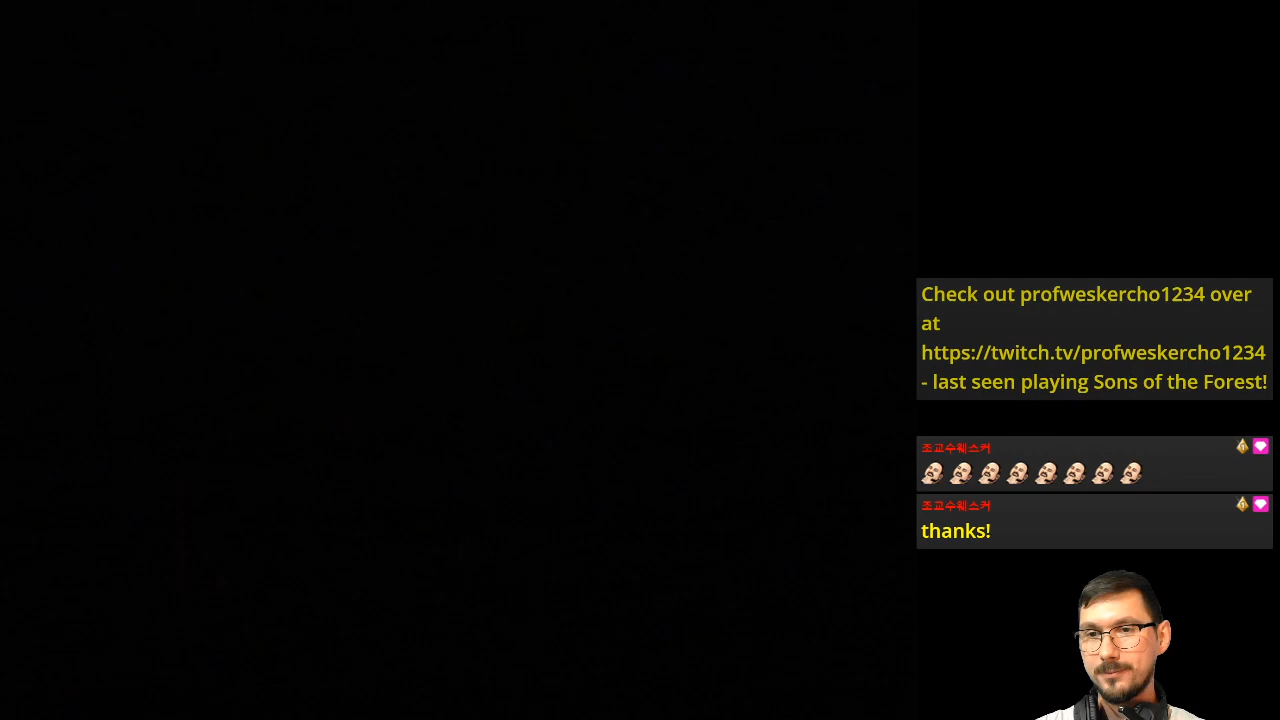 Check out profweskercho1234 over
at
https://twitch.tv/profweskercho1234
- last seen playing Sons of the Forest!
조교수웨스커
조교수웨스커
thanks!